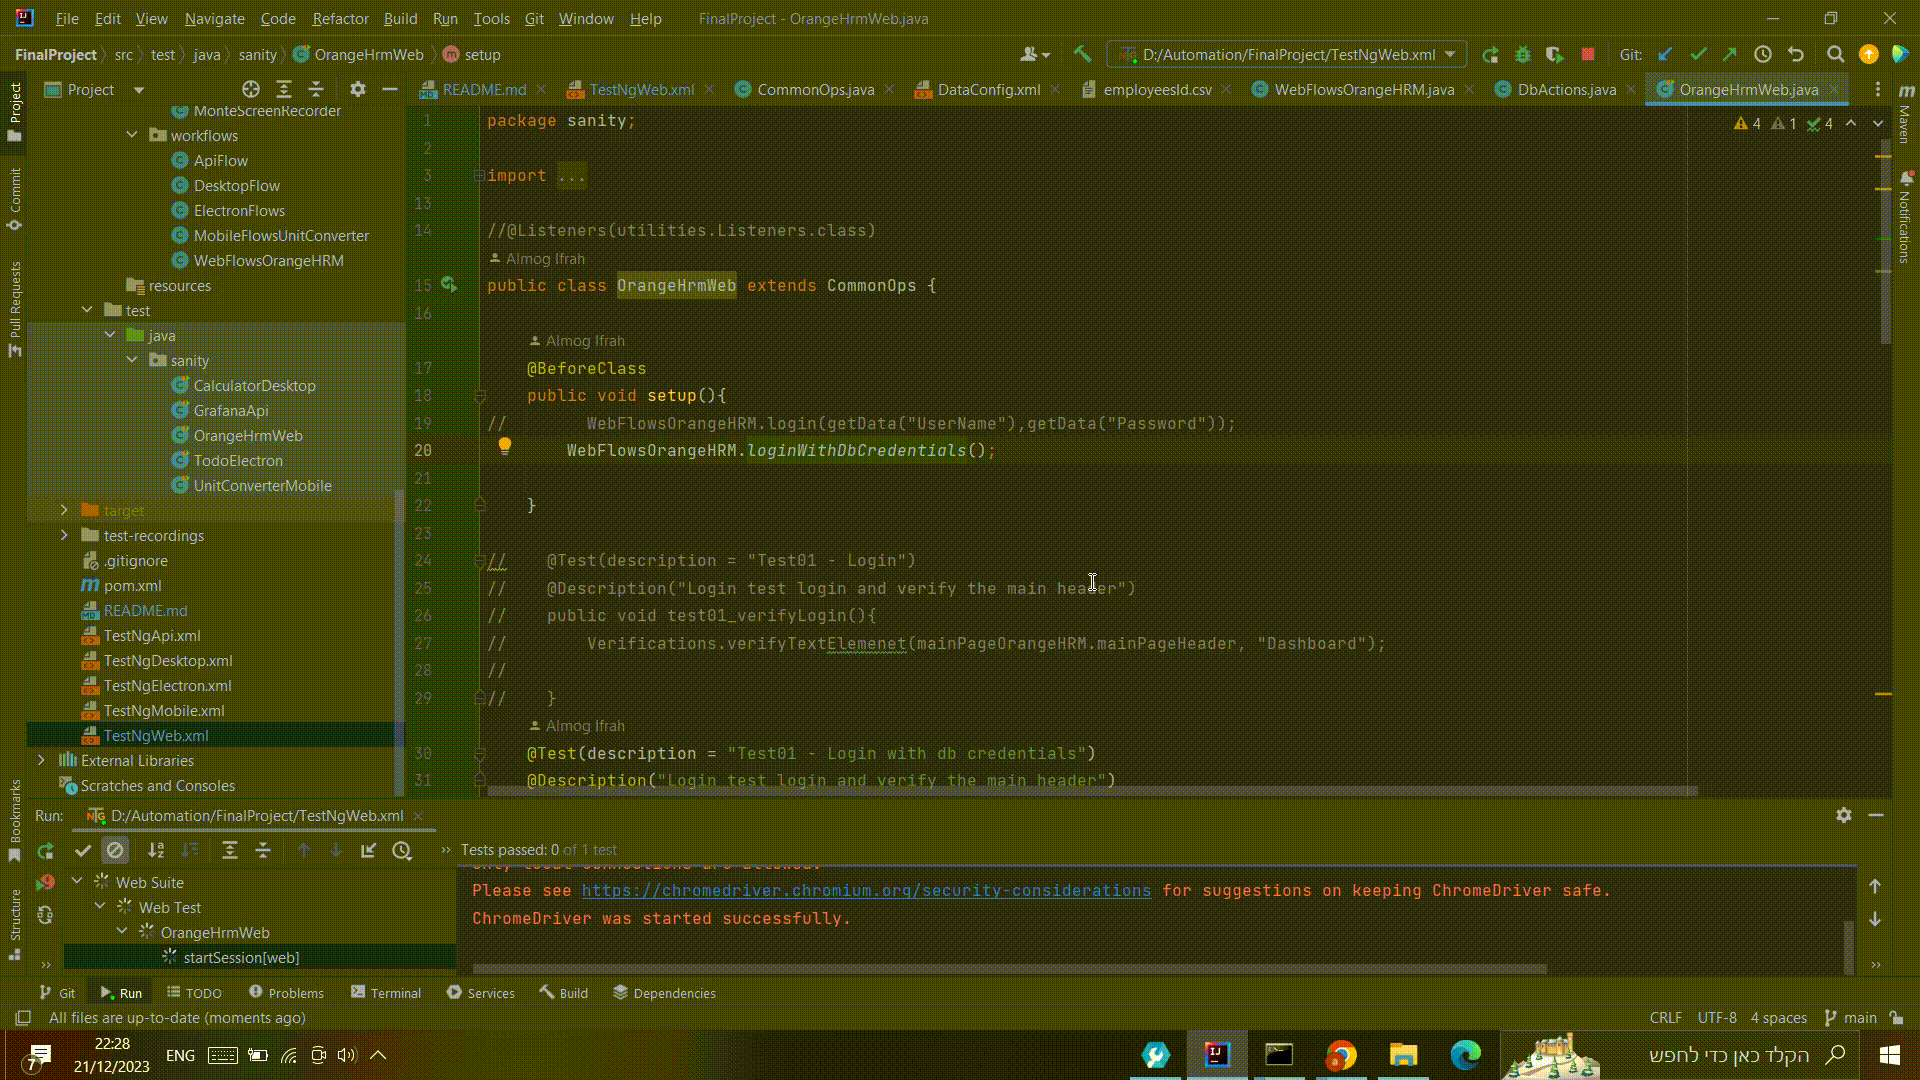 File Edit View Navigate Code Refactor Build Run Tools Git Window Help FinalProject - OrangeHrmWeb.java
FinalProject src test java sanity OrangeHrmWeb setup D:/Automation/FinalProject/TestNgWeb.xml Git:
Project
README.md TestNgWeb.xml CommonOps.java DataConfig.xml employeesId.csv WebFlowsOrangeHRM.java DbActions.java OrangeHrmWeb.java
Project
Commit
Pull Requests
Bookmarks
Structure
Maven
Notifications
MonteScreenRecorder
workflows
ApiFlow
DesktopFlow
ElectronFlows
MobileFlowsUnitConverter
WebFlowsOrangeHRM
resources
test
java
sanity
CalculatorDesktop
GrafanaApi
OrangeHrmWeb
TodoElectron
UnitConverterMobile
target
test-recordings
.gitignore
pom.xml
README.md
TestNgApi.xml
TestNgDesktop.xml
TestNgElectron.xml
TestNgMobile.xml
TestNgWeb.xml
External Libraries
Scratches and Consoles
4 1 4
1 package sanity;
2
3 import ...
13
14 //@Listeners(utilities.Listeners.class)
Almog Ifrah
15 public class OrangeHrmWeb extends CommonOps {
16
Almog Ifrah
17 @BeforeClass
18 public void setup(){
19 // WebFlowsOrangeHRM.login(getData("UserName"),getData("Password"));
20 WebFlowsOrangeHRM.loginWithDbCredentials();
21
22 }
23
24 // @Test(description = "Test01 - Login")
25 // @Description("Login test login and verify the main header")
26 // public void test01_verifyLogin(){
27 // Verifications.verifyTextElemenet(mainPageOrangeHRM.mainPageHeader, "Dashboard");
28 //
29 // }
Almog Ifrah
30 @Test(description = "Test01 - Login with db credentials")
31 @Description("Login test login and verify the main header")
Run: D:/Automation/FinalProject/TestNgWeb.xml
Tests passed: 0 of 1 test
Web Suite
Web Test
OrangeHrmWeb
startSession[web]
Only local connections are allowed.
Please see https://chromedriver.chromium.org/security-considerations for suggestions on keeping ChromeDriver safe.
ChromeDriver was started successfully.
Git Run TODO Problems Terminal Services Build Dependencies
All files are up-to-date (moments ago) CRLF UTF-8 4 spaces main
7 22:28 ENG
21/12/2023
הקלד כאן כדי לחפש